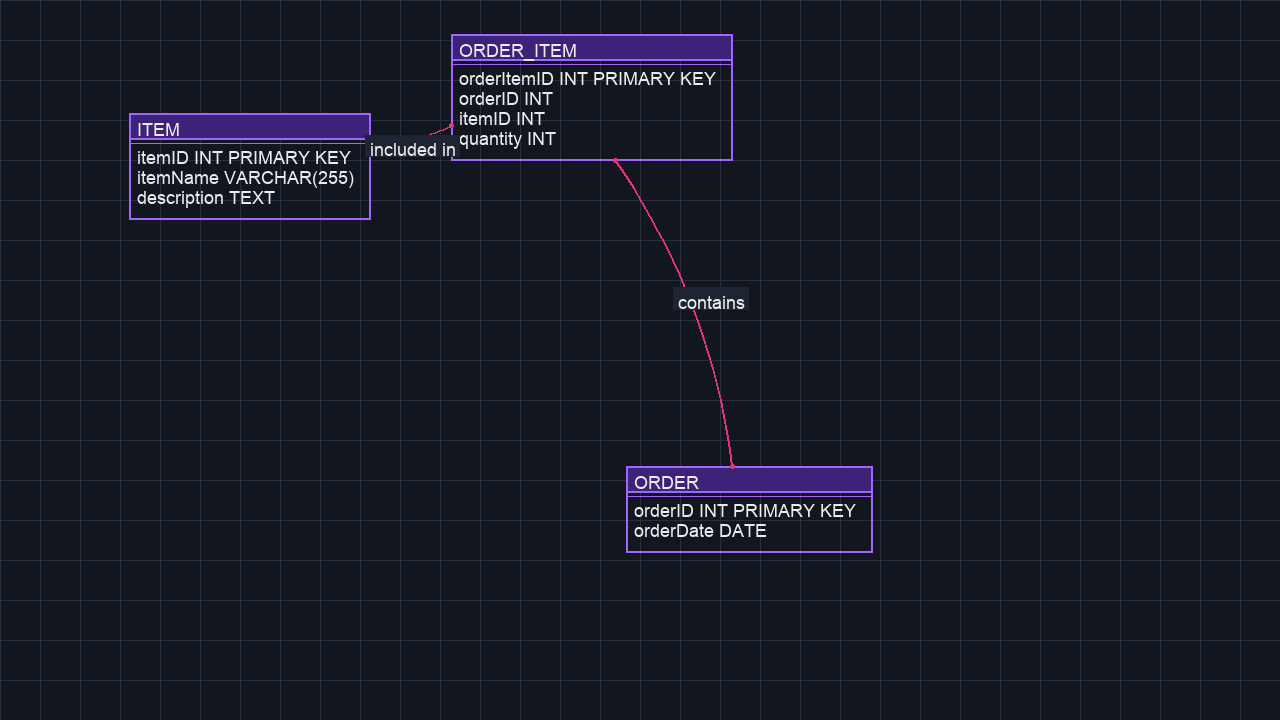 ORDER_ITEM
orderItemID INT PRIMARY KEY
orderID INT
itemID INT
quantity INT
ITEM
itemID INT PRIMARY KEY
itemName VARCHAR(255)
description TEXT
included in
contains
ORDER
orderID INT PRIMARY KEY
orderDate DATE